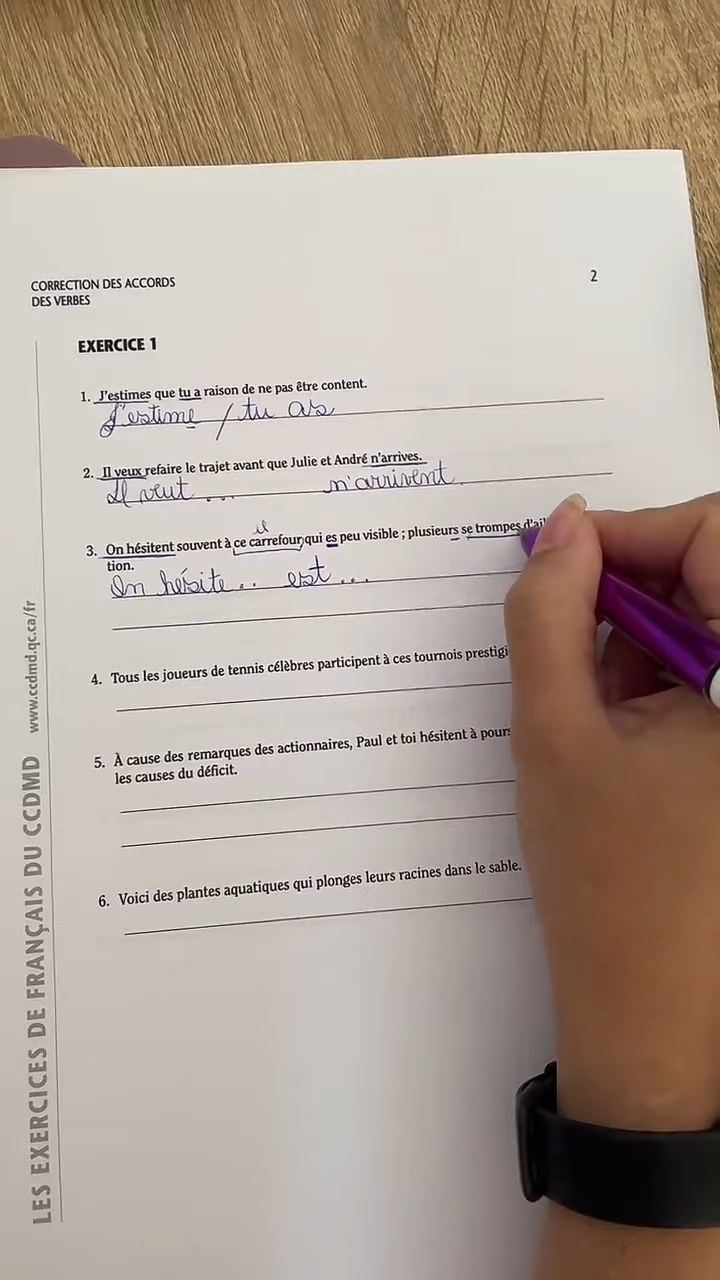 CORRECTION DES ACCORDS
DES VERBES
2
EXERCICE 1
1. J'estimes que tu a raison de ne pas être content.
J'estime / tu as
2. Il veux refaire le trajet avant que Julie et André n'arrives.
Il veut ... n'arrivent.
il
3. On hésitent souvent à ce carrefour, qui es peu visible ; plusieurs se trompes
tion.
On hésite .. est ...
4. Tous les joueurs de tennis célèbres participent à ces tournois
5. À cause des remarques des actionnaires, Paul et toi hésitent à
les causes du déficit.
6. Voici des plantes aquatiques qui plonges leurs racines dans le sable.
LES EXERCICES DE FRANÇAIS DU CCDMD www.ccdmd.qc.ca/fr